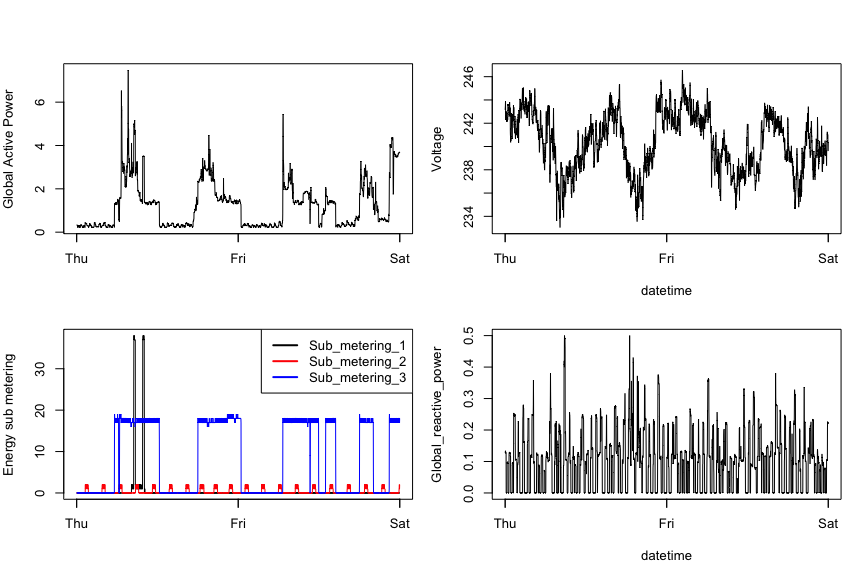 Global Active Power
6
4
2
0
Thu Fri Sat
Voltage
246
242
238
234
Thu Fri Sat
datetime
Energy sub metering
30
20
10
0
Sub_metering_1
Sub_metering_2
Sub_metering_3
Thu Fri Sat
Global_reactive_power
0.5
0.4
0.3
0.2
0.1
0.0
Thu Fri Sat
datetime